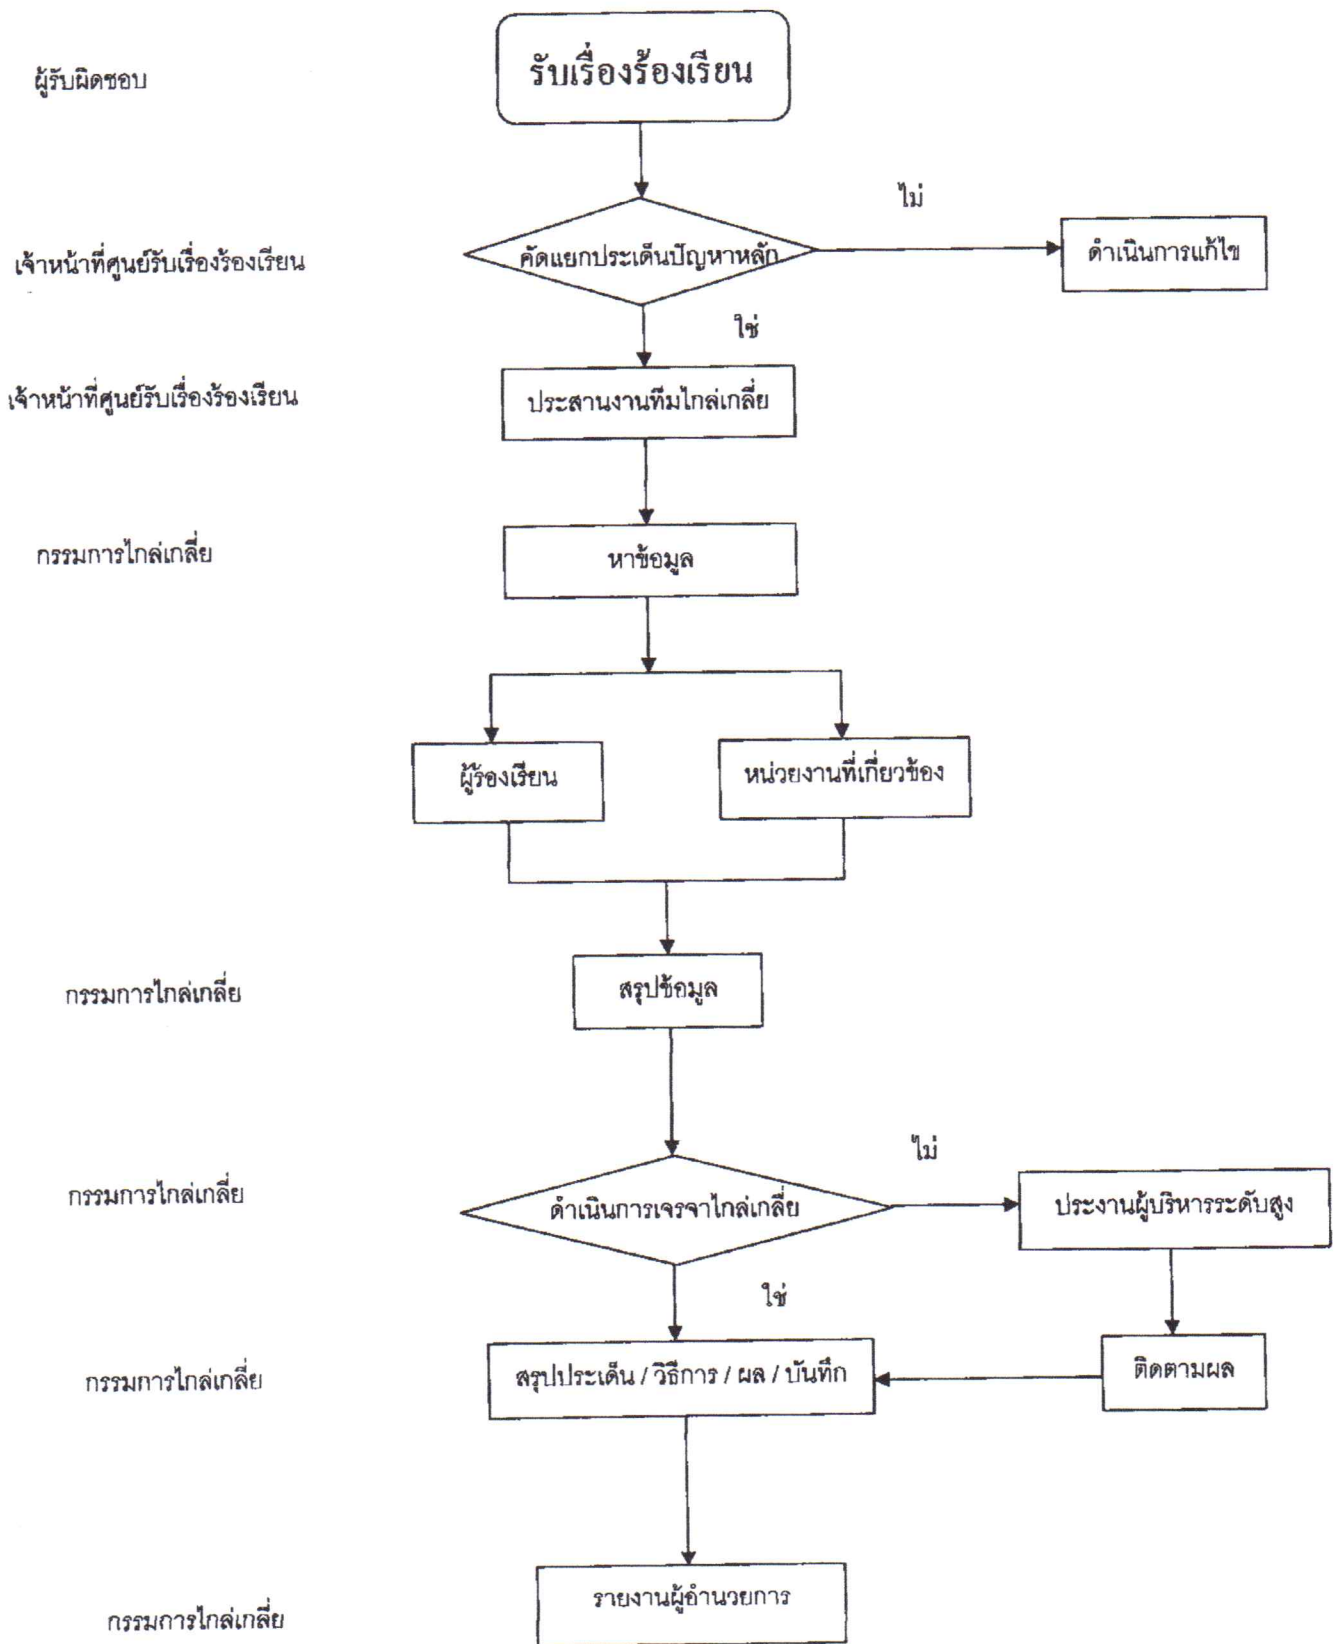 รับเรื่องร้องเรียน
ผู้รับผิดชอบ
ไม่
คัดแยกประเด็นปัญหาหลัก
ดำเนินการแก้ไข
เจ้าหน้าที่ศูนย์รับเรื่องร้องเรียน
ใช่
เจ้าหน้าที่ศูนย์รับเรื่องร้องเรียน
ประสานงานทีมไกล่เกลี่ย
กรรมการไกล่เกลี่ย
หาข้อมูล
ผู้ร้องเรียน
หน่วยงานที่เกี่ยวข้อง
กรรมการไกล่เกลี่ย
สรุปข้อมูล
ไม่
กรรมการไกล่เกลี่ย
ดำเนินการเจรจาไกล่เกลี่ย
ประงานผู้บริหารระดับสูง
ใช่
กรรมการไกล่เกลี่ย
สรุปประเด็น / วิธีการ / ผล / บันทึก
ติดตามผล
รายงานผู้อำนวยการ
กรรมการไกล่เกลี่ย